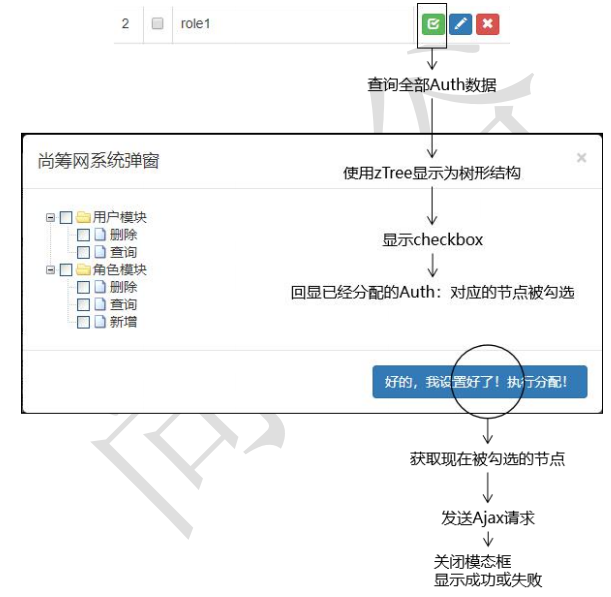 2 role1
查询全部Auth数据
尚筹网系统弹窗 ×
使用zTree显示为树形结构
用户模块
删除
显示checkbox
查询
角色模块
删除
回显已经分配的Auth：对应的节点被勾选
查询
新增
好的，我设置好了！执行分配！
获取现在被勾选的节点
发送Ajax请求
关闭模态框
显示成功或失败